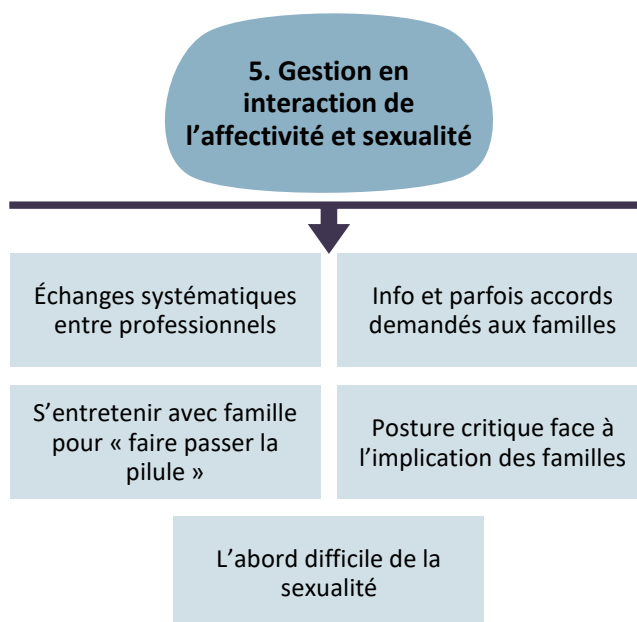 5. Gestion en
interaction de
l’affectivité et sexualité
Échanges systématiques
entre professionnels
Info et parfois accords
demandés aux familles
S’entretenir avec famille
pour « faire passer la
pilule »
Posture critique face à
l’implication des familles
L’abord difficile de la
sexualité